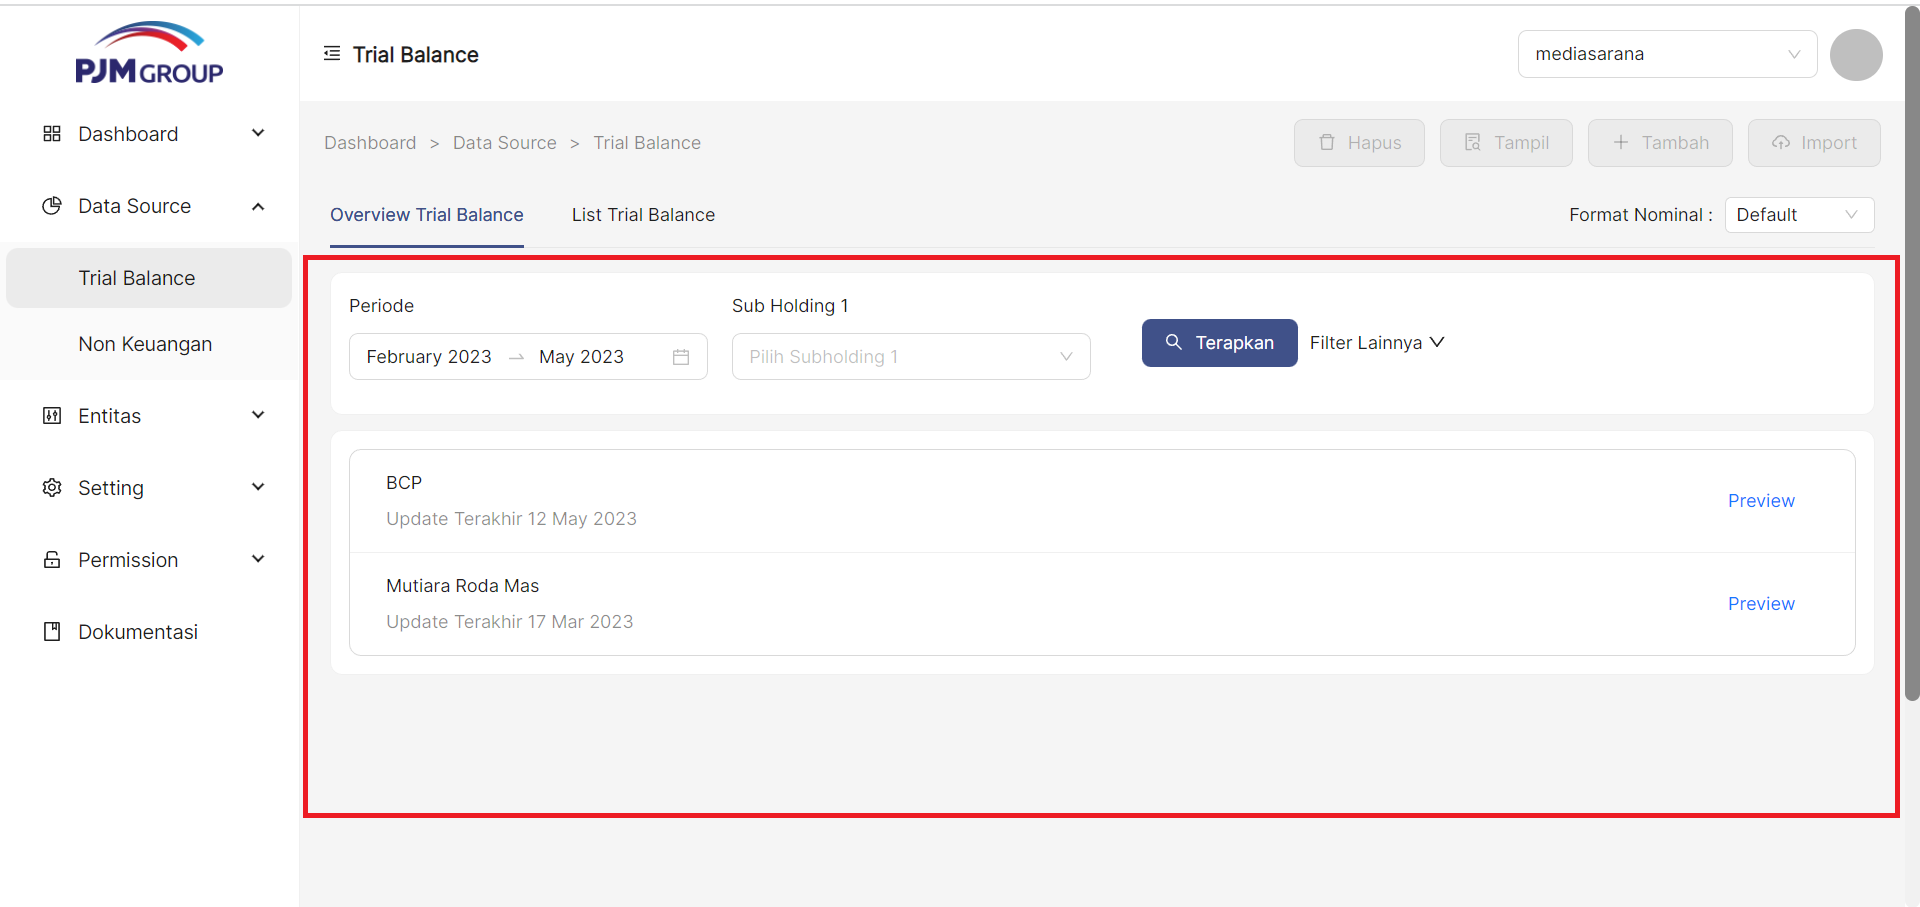 PJM GROUP
Trial Balance
mediasarana
Dashboard
Data Source
Trial Balance
Non Keuangan
Entitas
Setting
Permission
Dokumentasi
Dashboard > Data Source > Trial Balance
Hapus
Tampil
Tambah
Import
Overview Trial Balance
List Trial Balance
Format Nominal :
Default
Periode
Sub Holding 1
February 2023 → May 2023
Pilih Subholding 1
Terapkan
Filter Lainnya
BCP
Update Terakhir 12 May 2023
Preview
Mutiara Roda Mas
Update Terakhir 17 Mar 2023
Preview